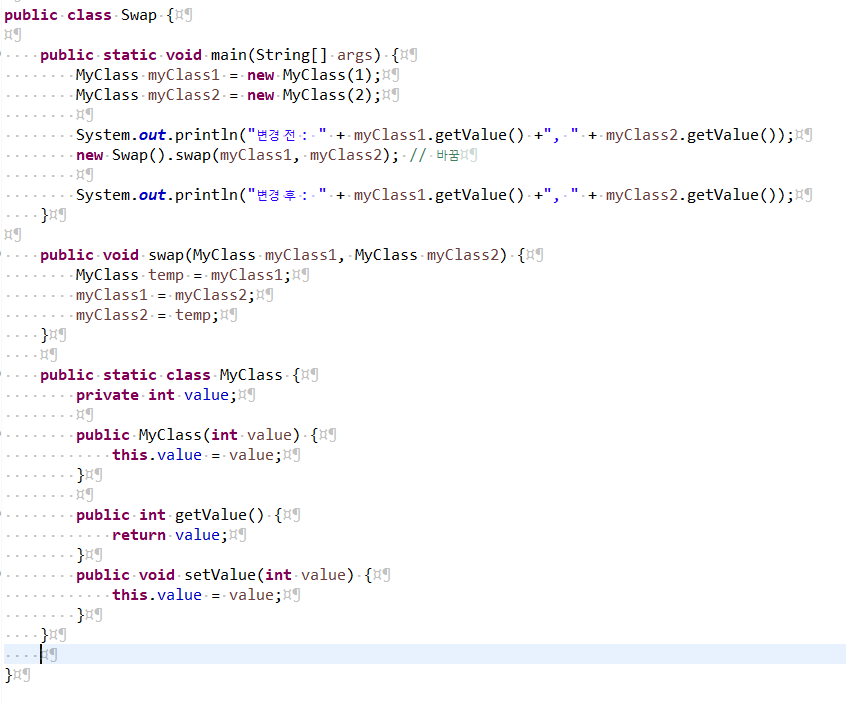 public class Swap {
    public static void main(String[] args) {
        MyClass myClass1 = new MyClass(1);
        MyClass myClass2 = new MyClass(2);
        System.out.println("변경 전 : " + myClass1.getValue() +", " + myClass2.getValue());
        new Swap().swap(myClass1, myClass2); // 바꿈
        System.out.println("변경 후 : " + myClass1.getValue() +", " + myClass2.getValue());
    }
    public void swap(MyClass myClass1, MyClass myClass2) {
        MyClass temp = myClass1;
        myClass1 = myClass2;
        myClass2 = temp;
    }
    public static class MyClass {
        private int value;
        public MyClass(int value) {
            this.value = value;
        }
        public int getValue() {
            return value;
        }
        public void setValue(int value) {
            this.value = value;
        }
    }
}